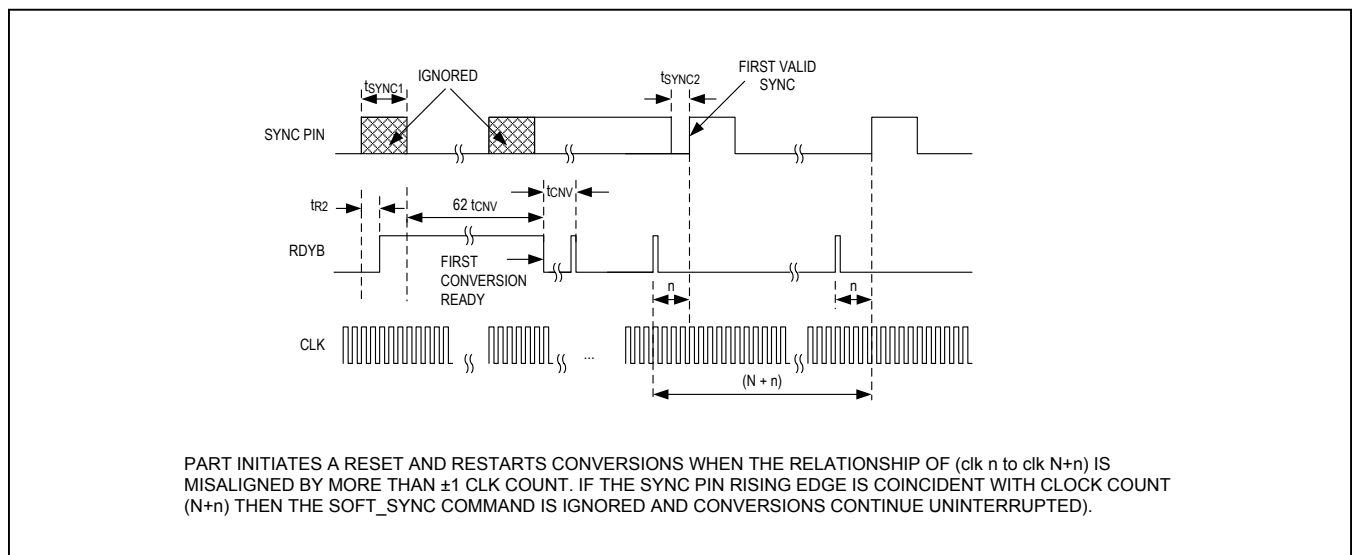 tSYNC1
IGNORED
tSYNC2
FIRST VALID
SYNC
SYNC PIN
tR2
62 tCNV
tCNV
RDYB
FIRST
CONVERSION
READY
n
n
CLK
...
(N + n)
PART INITIATES A RESET AND RESTARTS CONVERSIONS WHEN THE RELATIONSHIP OF (clk n to clk N+n) IS
MISALIGNED BY MORE THAN ±1 CLK COUNT. IF THE SYNC PIN RISING EDGE IS COINCIDENT WITH CLOCK COUNT
(N+n) THEN THE SOFT_SYNC COMMAND IS IGNORED AND CONVERSIONS CONTINUE UNINTERRUPTED).